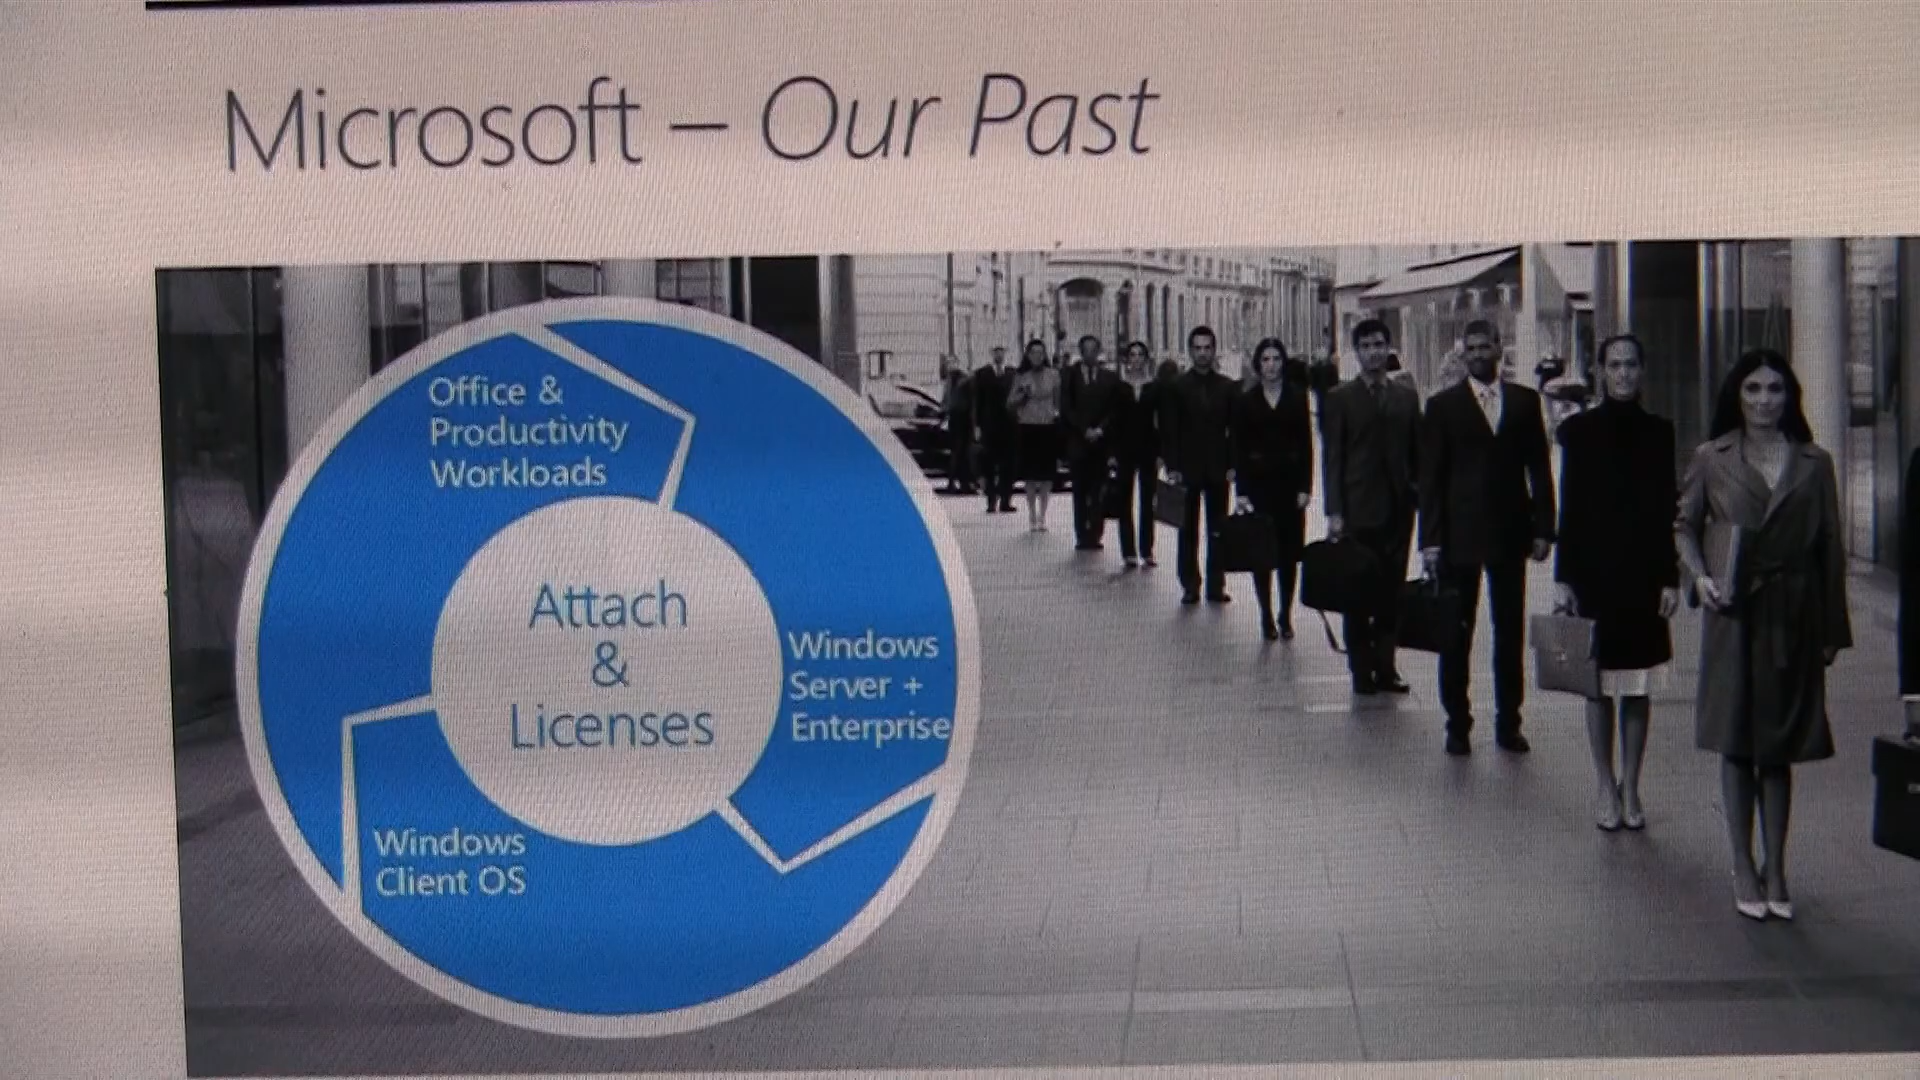 Microsoft – Our Past
Office &
Productivity
Workloads
Attach
&
Licenses
Windows
Server +
Enterprise
Windows
Client OS